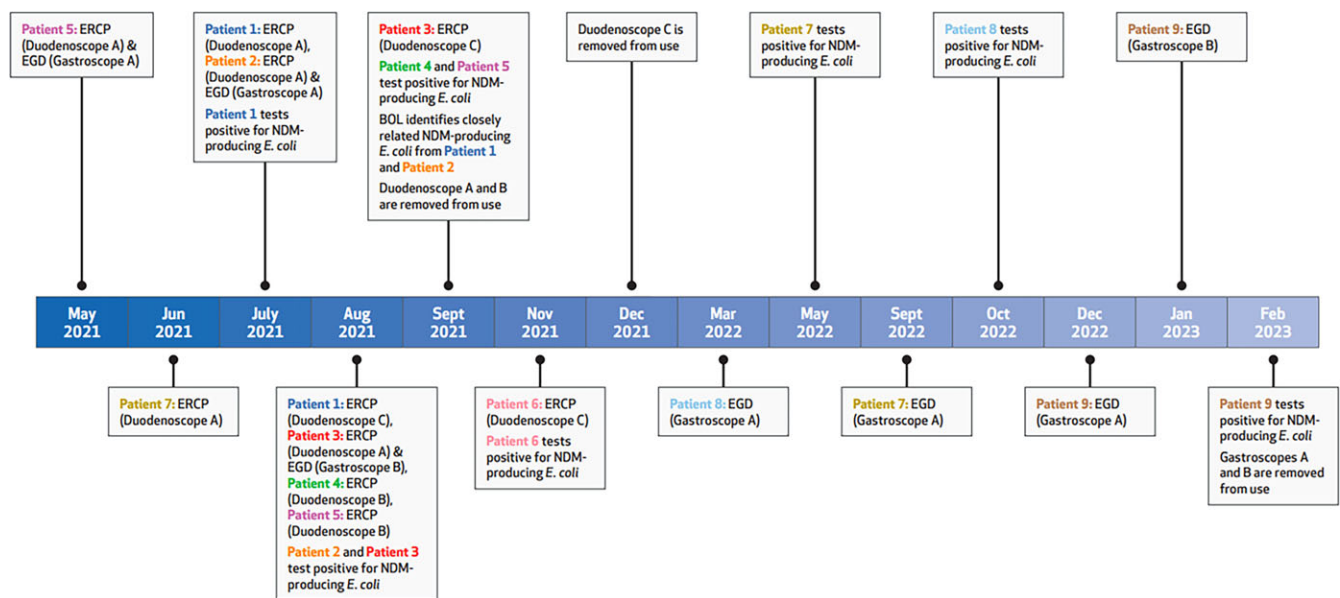 Patient 5: ERCP
(Duodenoscope A) &
EGD (Gastroscope A)
Patient 1: ERCP
(Duodenoscope A),
Patient 2: ERCP
(Duodenoscope A) &
EGD (Gastroscope A)
Patient 1 tests
positive for NDM-
producing E. coli
Patient 3: ERCP
(Duodenoscope C)
Patient 4 and Patient 5
test positive for NDM-
producing E. coli
BOL identifies closely
related NDM-producing
E. coli from Patient 1
and Patient 2
Duodenoscope A and B
are removed from use
Duodenoscope C is
removed from use
Patient 7 tests
positive for NDM-
producing E. coli
Patient 8 tests
positive for NDM-
producing E. coli
Patient 9: EGD
(Gastroscope B)
May
2021
Jun
2021
July
2021
Aug
2021
Sept
2021
Nov
2021
Dec
2021
Mar
2022
May
2022
Sept
2022
Oct
2022
Dec
2022
Jan
2023
Feb
2023
Patient 7: ERCP
(Duodenoscope A)
Patient 1: ERCP
(Duodenoscope C),
Patient 3: ERCP
(Duodenoscope A) &
EGD (Gastroscope B),
Patient 4: ERCP
(Duodenoscope B),
Patient 5: ERCP
(Duodenoscope B)
Patient 2 and Patient 3
test positive for NDM-
producing E. coli
Patient 6: ERCP
(Duodenoscope C)
Patient 6 tests
positive for NDM-
producing E. coli
Patient 8: EGD
(Gastroscope A)
Patient 7: EGD
(Gastroscope A)
Patient 9: EGD
(Gastroscope A)
Patient 9 tests
positive for NDM-
producing E. coli
Gastroscopes A
and B are removed
from use